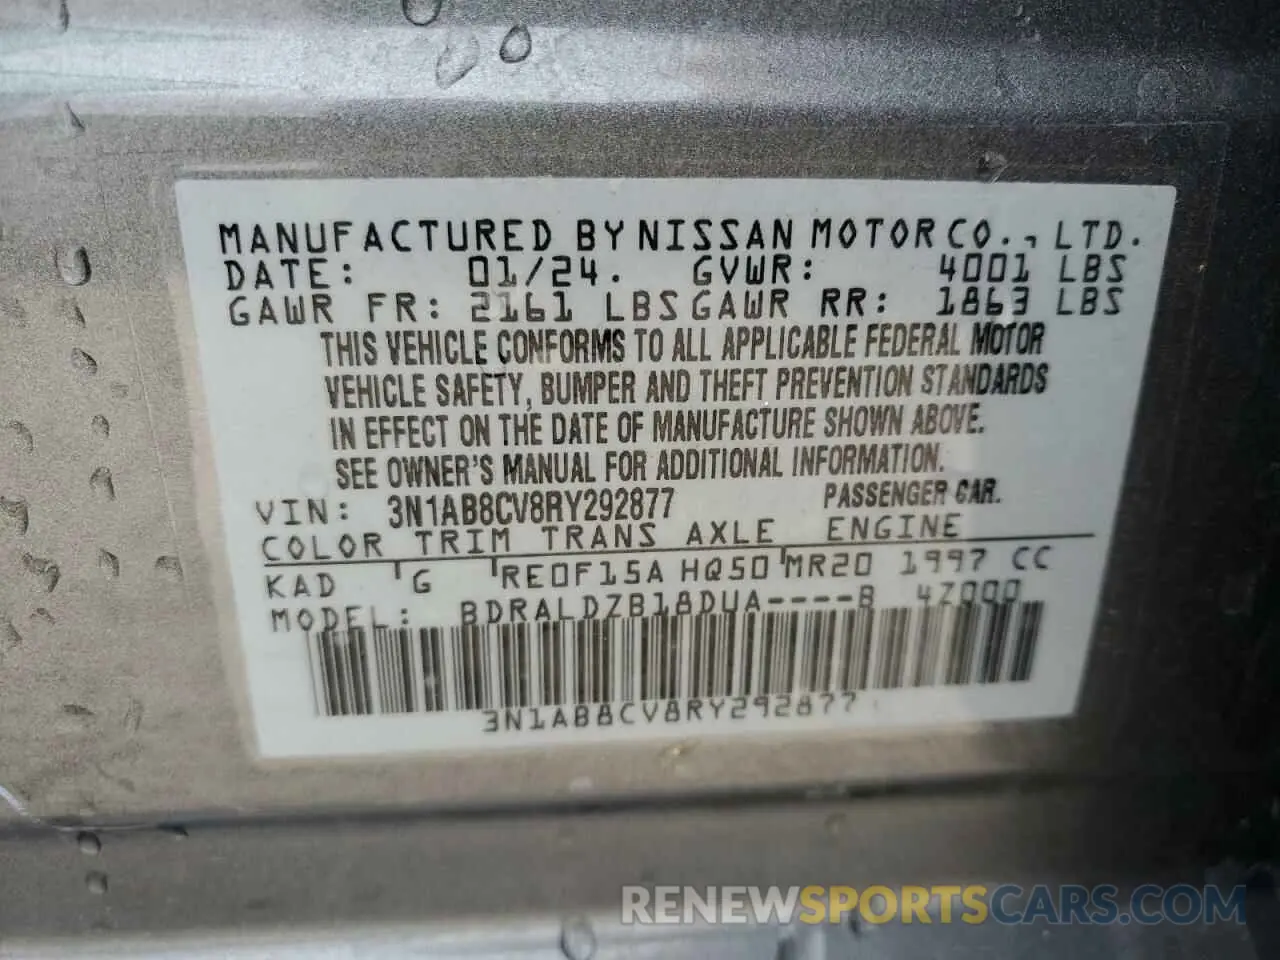 MANUFACTURED BY NISSAN MOTOR CO., LTD.
DATE: 01/24. GVWR: 4001 LBS
GAWR FR: 2161 LBS GAWR RR: 1863 LBS
THIS VEHICLE CONFORMS TO ALL APPLICABLE FEDERAL MOTOR
VEHICLE SAFETY, BUMPER AND THEFT PREVENTION STANDARDS
IN EFFECT ON THE DATE OF MANUFACTURE SHOWN ABOVE.
SEE OWNER'S MANUAL FOR ADDITIONAL INFORMATION.
VIN: 3N1AB8CV8RY292877 PASSENGER CAR.
COLOR TRIM TRANS AXLE ENGINE
KAD G RE0F15A HQ50 MR20 1997 CC
MODEL: BDRALDZB18DUA----B 4Z000
3N1AB8CV8RY292877
RENEWSPORTSCARS.COM